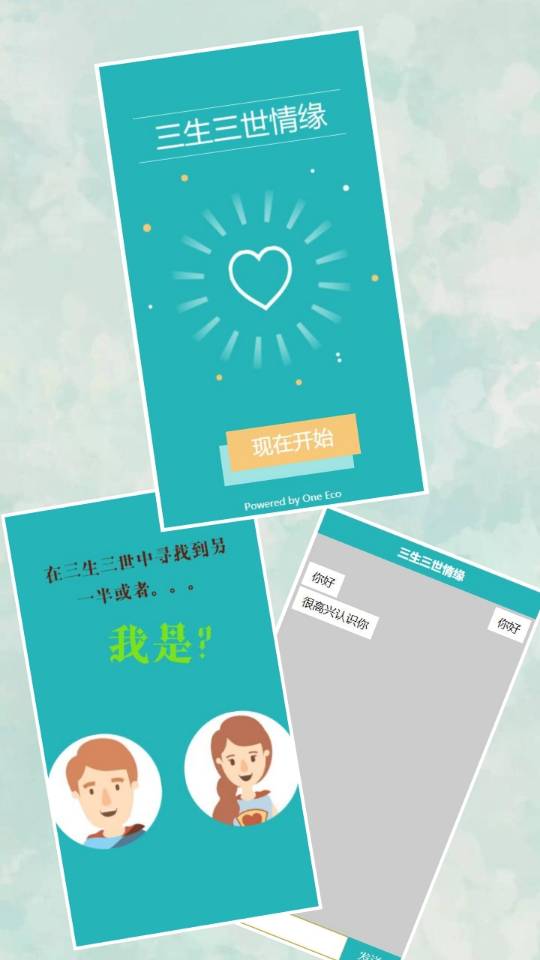 三生三世情缘
现在开始
Powered by One Eco
在三生三世中寻找到另
一半或者。。。
我是?
三生三世情缘
你好
很高兴认识你
你好
发送